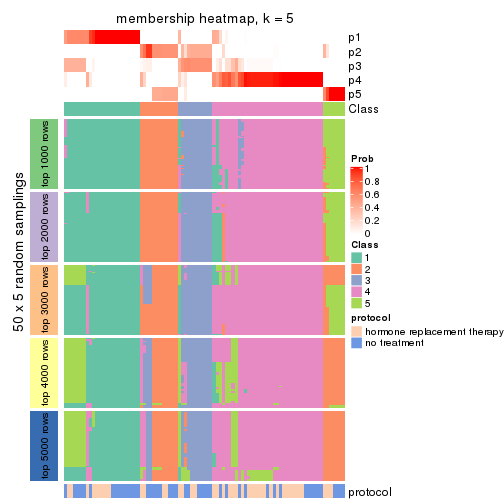 membership heatmap, k = 5
p1
p2
p3
p4
p5
Class
50 x 5 random samplings
top 1000 rows
top 2000 rows
top 3000 rows
top 4000 rows
top 5000 rows
protocol
Prob
1
0.8
0.6
0.4
0.2
0
Class
1
2
3
4
5
protocol
hormone replacement therapy
no treatment